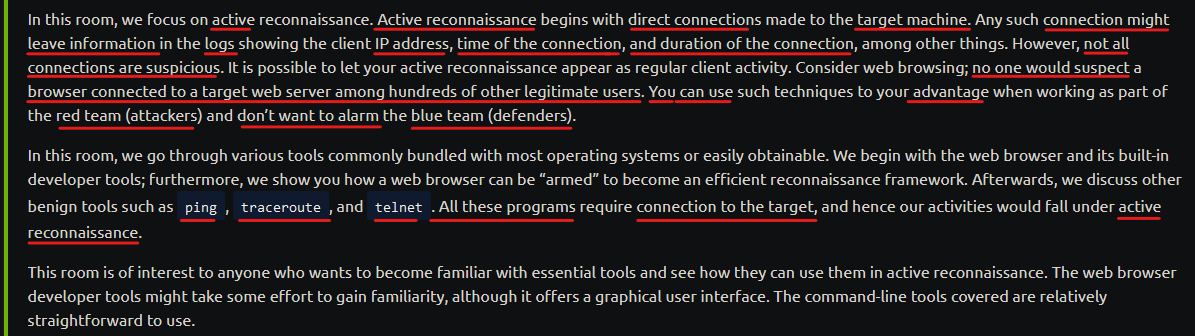 In this room, we focus on active reconnaissance. Active reconnaissance begins with direct connections made to the target machine. Any such connection might
leave information in the logs showing the client IP address, time of the connection, and duration of the connection, among other things. However, not all
connections are suspicious. It is possible to let your active reconnaissance appear as regular client activity. Consider web browsing; no one would suspect a
browser connected to a target web server among hundreds of other legitimate users. You can use such techniques to your advantage when working as part of
the red team (attackers) and don’t want to alarm the blue team (defenders).
In this room, we go through various tools commonly bundled with most operating systems or easily obtainable. We begin with the web browser and its built-in
developer tools; furthermore, we show you how a web browser can be “armed” to become an efficient reconnaissance framework. Afterwards, we discuss other
benign tools such as ping , traceroute , and telnet . All these programs require connection to the target, and hence our activities would fall under active
reconnaissance.
This room is of interest to anyone who wants to become familiar with essential tools and see how they can use them in active reconnaissance. The web browser
developer tools might take some effort to gain familiarity, although it offers a graphical user interface. The command-line tools covered are relatively
straightforward to use.